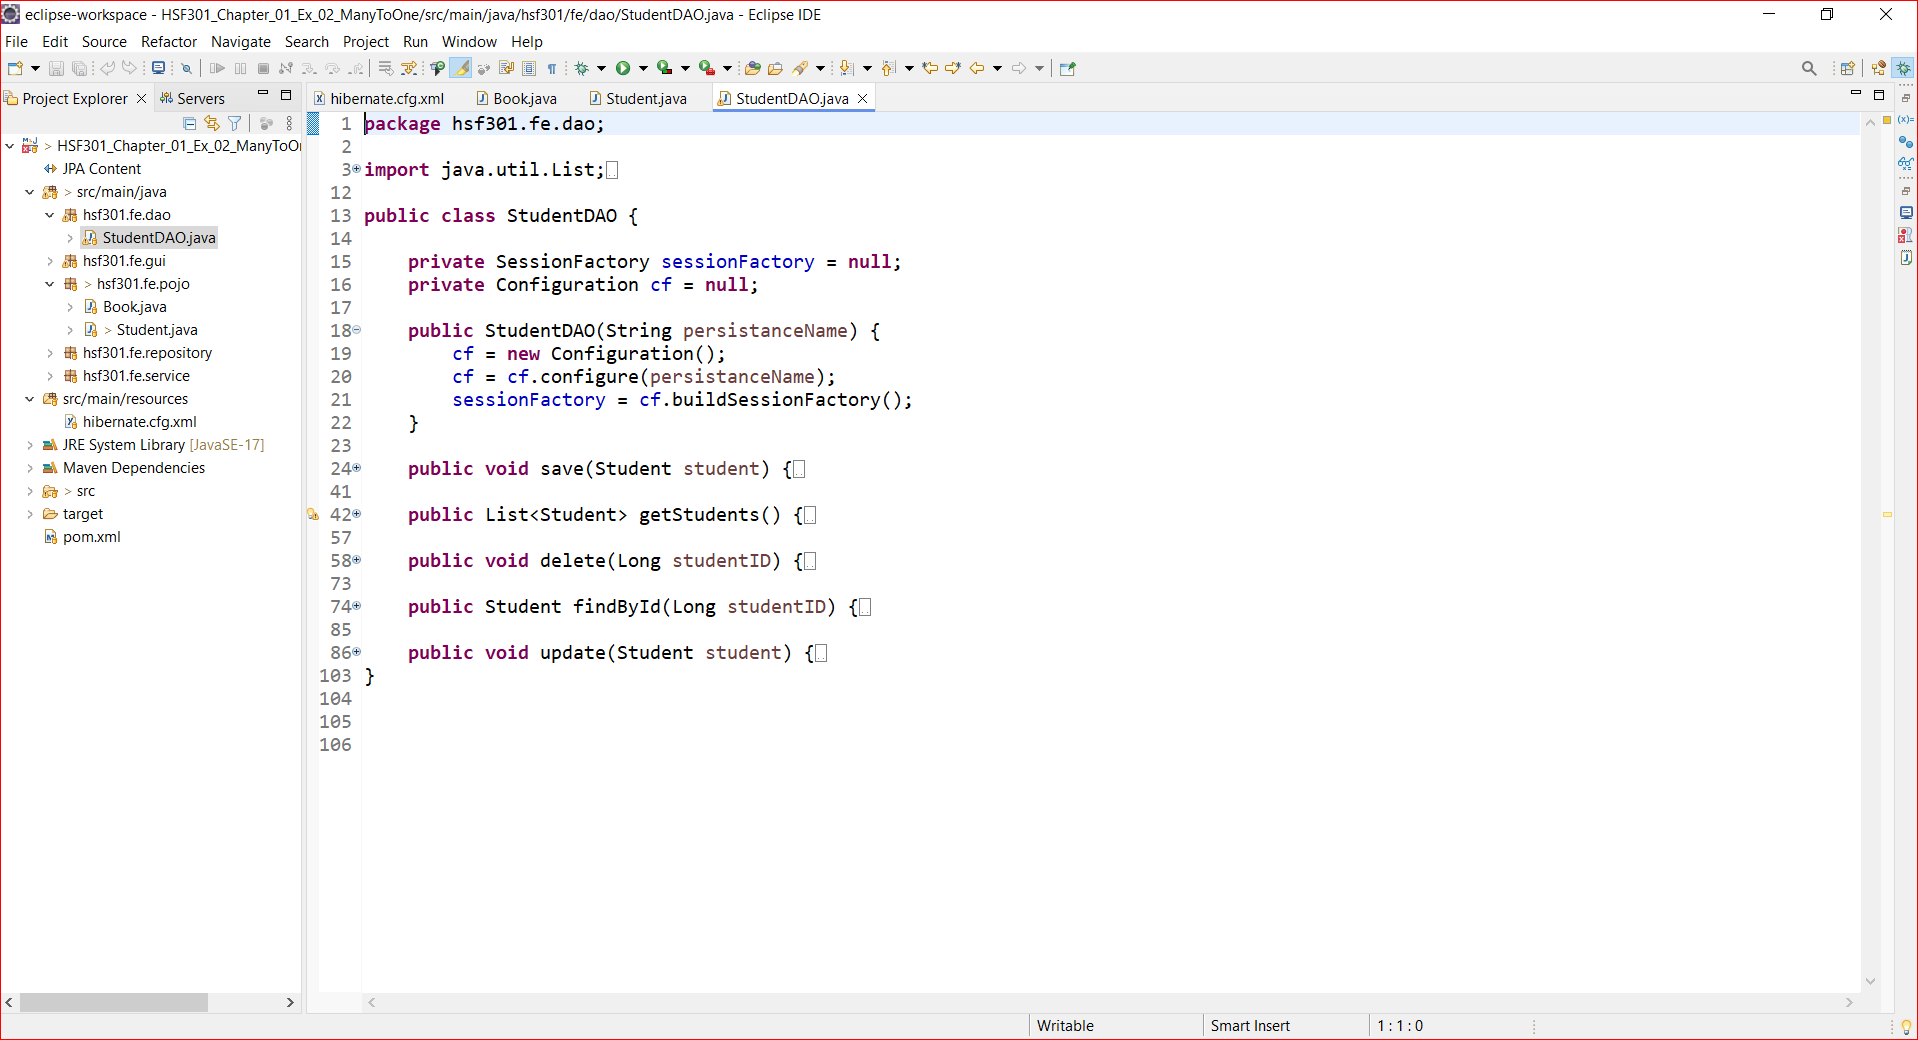 eclipse-workspace - HSF301_Chapter_01_Ex_02_ManyToOne/src/main/java/hsf301/fe/dao/StudentDAO.java - Eclipse IDE
File Edit Source Refactor Navigate Search Project Run Window Help
Project Explorer Servers
hibernate.cfg.xml Book.java Student.java StudentDAO.java
> HSF301_Chapter_01_Ex_02_ManyToOn
JPA Content
> src/main/java
hsf301.fe.dao
StudentDAO.java
hsf301.fe.gui
> hsf301.fe.pojo
Book.java
> Student.java
hsf301.fe.repository
hsf301.fe.service
src/main/resources
hibernate.cfg.xml
JRE System Library [JavaSE-17]
Maven Dependencies
> src
target
pom.xml
1 package hsf301.fe.dao;
2
3 import java.util.List;
12
13 public class StudentDAO {
14
15 private SessionFactory sessionFactory = null;
16 private Configuration cf = null;
17
18 public StudentDAO(String persistanceName) {
19 cf = new Configuration();
20 cf = cf.configure(persistanceName);
21 sessionFactory = cf.buildSessionFactory();
22 }
23
24 public void save(Student student) {
41
42 public List<Student> getStudents() {
57
58 public void delete(Long studentID) {
73
74 public Student findById(Long studentID) {
85
86 public void update(Student student) {
103 }
104
105
106
Writable Smart Insert 1 : 1 : 0